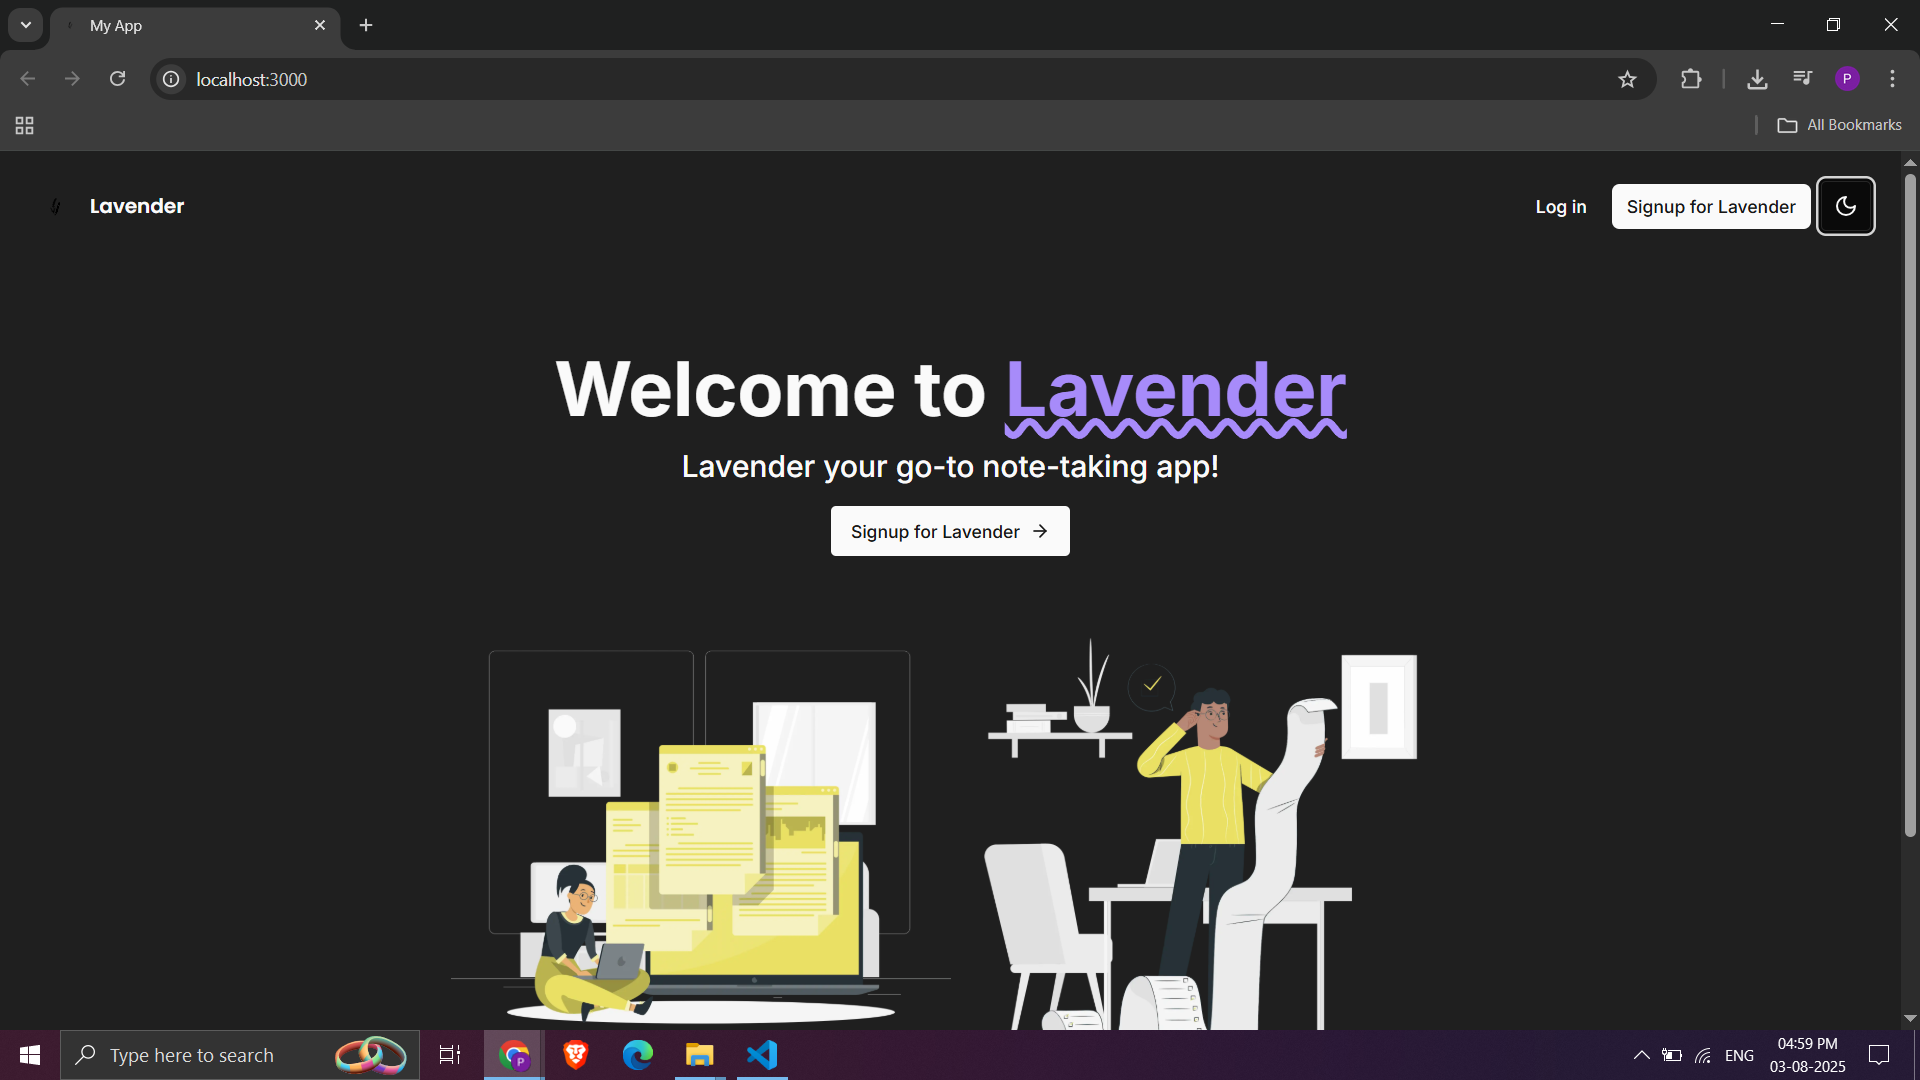 My App
localhost:3000
P
All Bookmarks
Lavender
Log in
Signup for Lavender
Welcome to Lavender
Lavender your go-to note-taking app!
Signup for Lavender
Type here to search
P
ENG
04:59 PM
03-08-2025